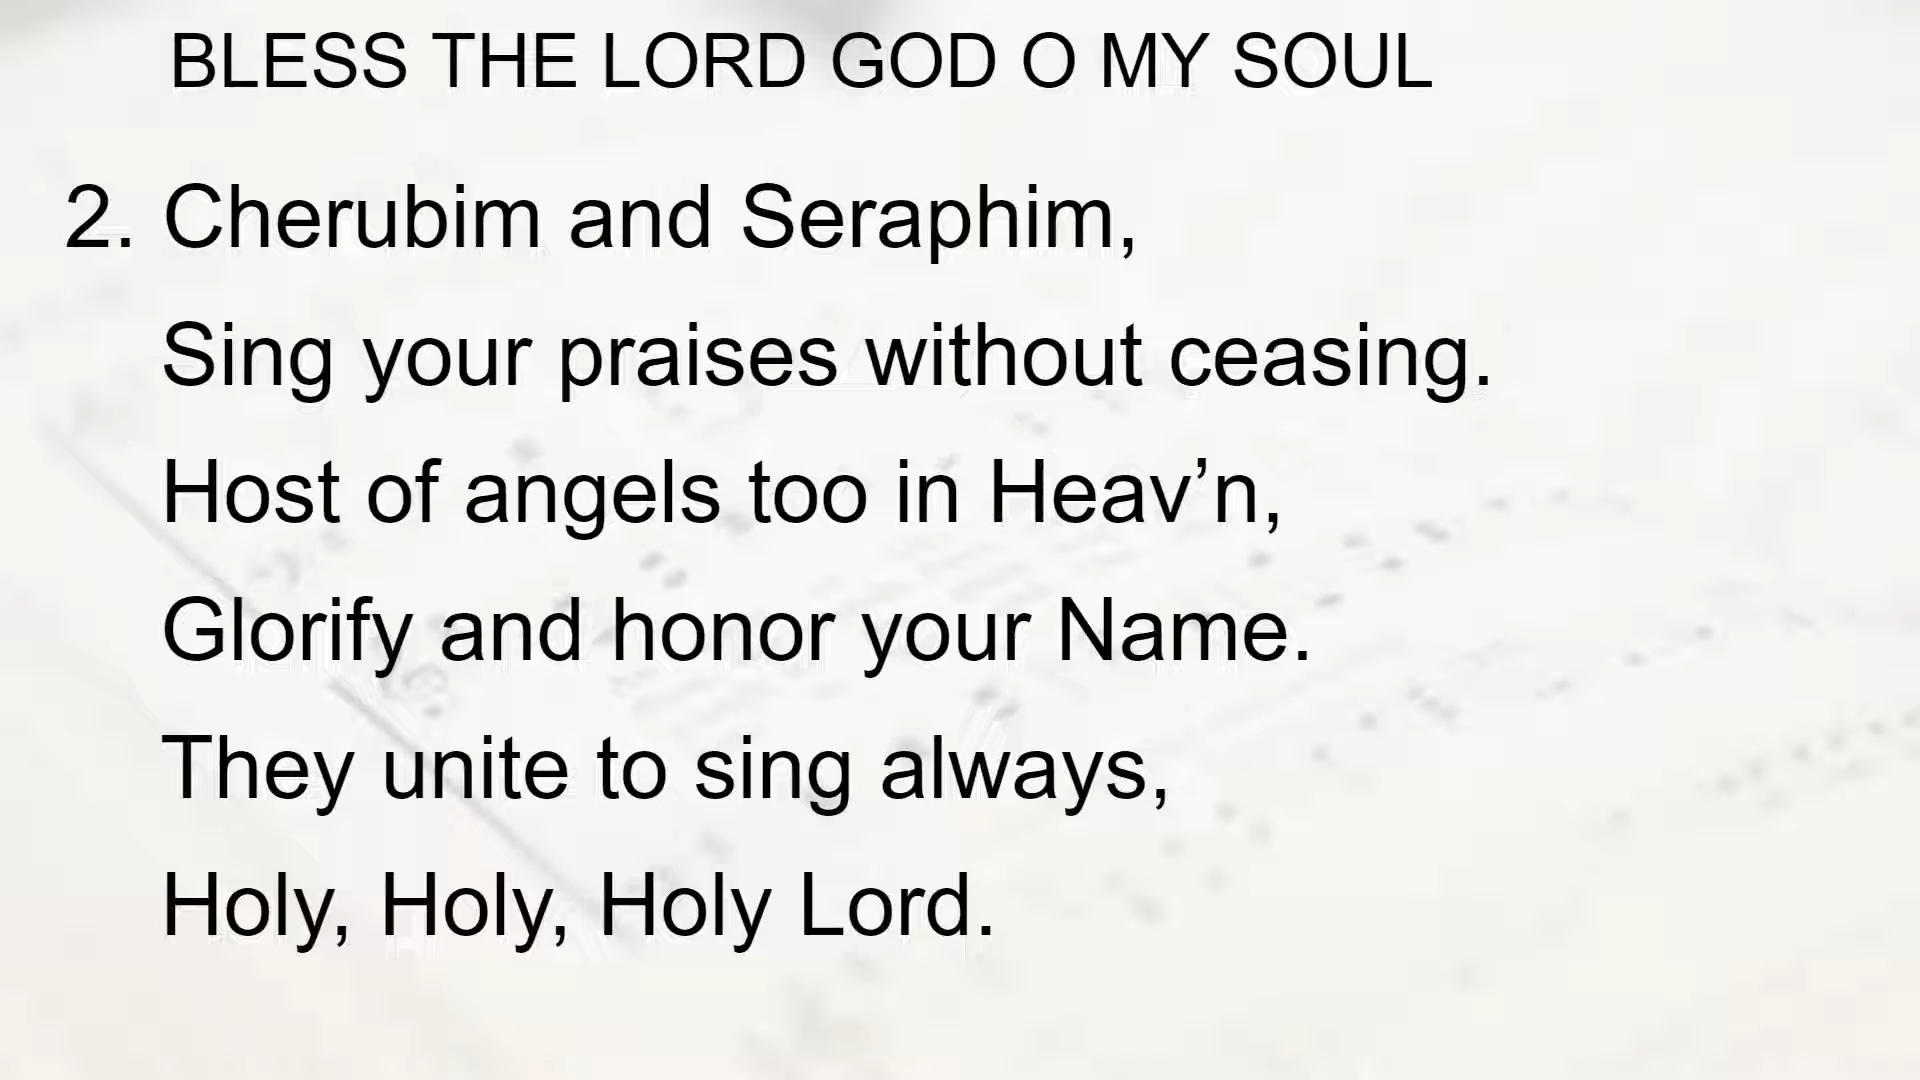 BLESS THE LORD GOD O MY SOUL
2. Cherubim and Seraphim,
Sing your praises without ceasing.
Host of angels too in Heav’n,
Glorify and honor your Name.
They unite to sing always,
Holy, Holy, Holy Lord.